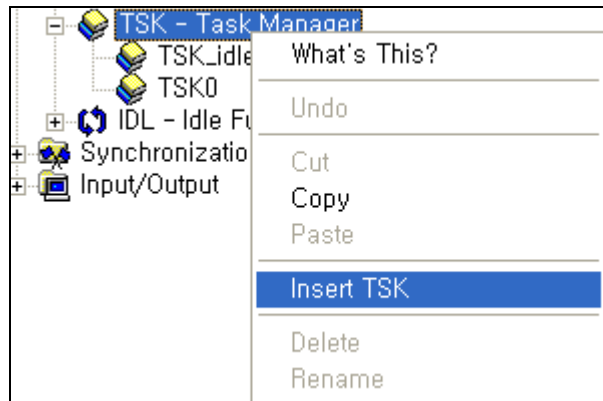 TSK - Task Manager
TSK_idle
TSK0
IDL - Idle Fu
Synchronizatio
Input/Output
What's This?
Undo
Cut
Copy
Paste
Insert TSK
Delete
Rename